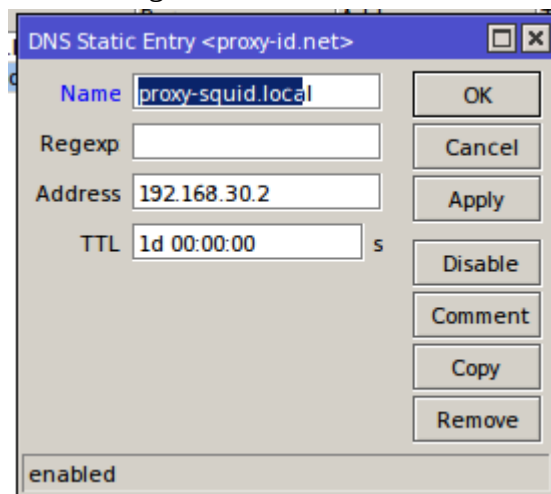 DNS Static Entry <proxy-id.net>
Name proxy-squid.local OK
Regexp Cancel
Address 192.168.30.2 Apply
TTL 1d 00:00:00 s
Disable
Comment
Copy
Remove
enabled